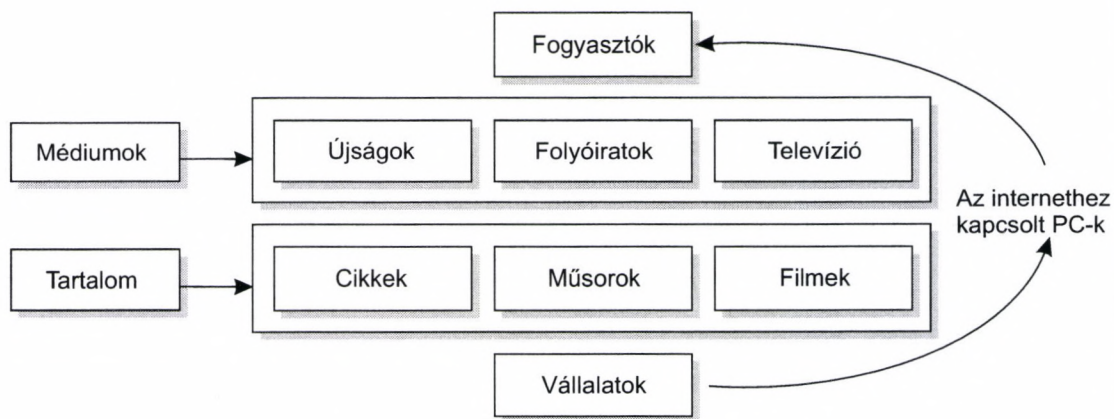 Fogyasztók
Médiumok
Újságok
Folyóiratok
Televízió
Az internethez
kapcsolt PC-k
Tartalom
Cikkek
Műsorok
Filmek
Vállalatok